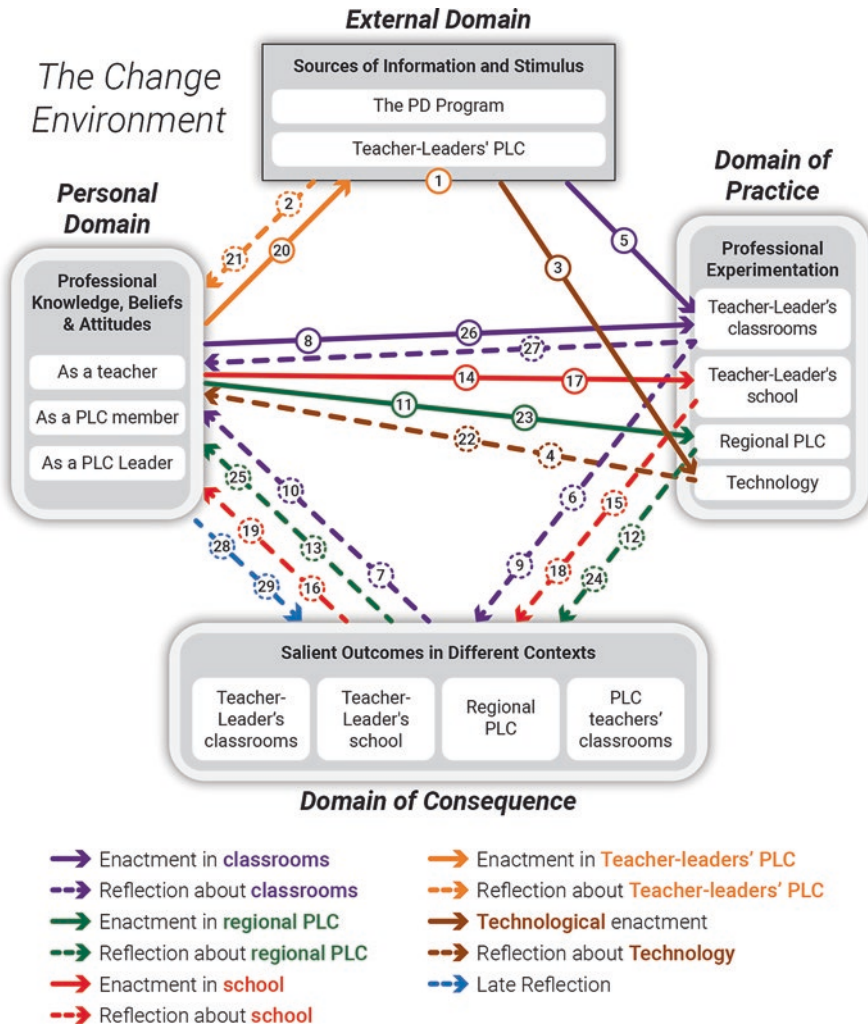 External Domain
The Change
Environment
Sources of Information and Stimulus
The PD Program
Teacher-Leaders' PLC
Personal
Domain
Domain of
Practice
1
2
21
20
5
3
Professional
Knowledge, Beliefs
& Attitudes
As a teacher
As a PLC member
As a PLC Leader
Professional
Experimentation
Teacher-Leader's
classrooms
Teacher-Leader's
school
Regional PLC
Technology
8
26
27
14
17
11
23
22
4
25
10
6
15
19
13
12
28
9
18
7
24
29
16
Salient Outcomes in Different Contexts
Teacher-
Leader's
classrooms
Teacher-
Leader's
school
Regional
PLC
PLC
teachers'
classrooms
Domain of Consequence
Enactment in classrooms
Reflection about classrooms
Enactment in regional PLC
Reflection about regional PLC
Enactment in school
Reflection about school
Enactment in Teacher-leaders' PLC
Reflection about Teacher-leaders' PLC
Technological enactment
Reflection about Technology
Late Reflection